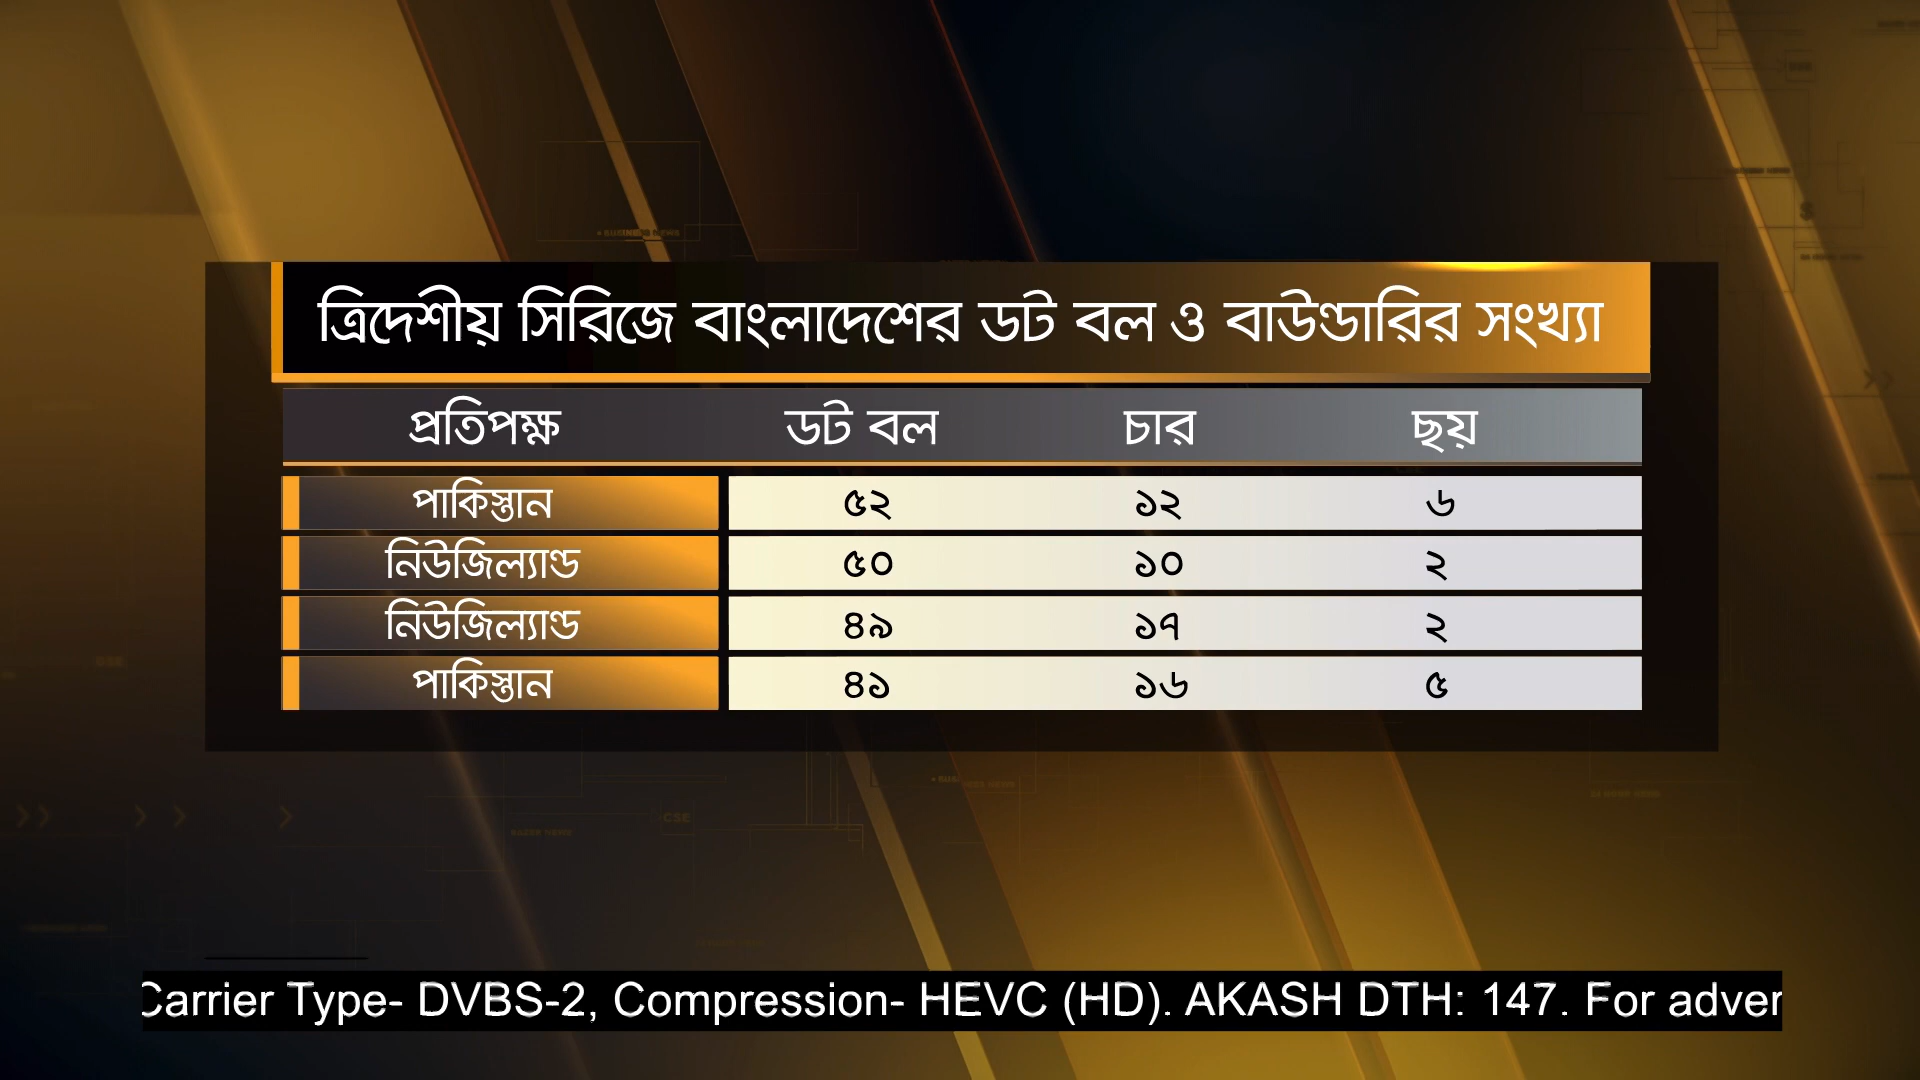 ত্রিদেশীয় সিরিজে বাংলাদেশের ডট বল ও বাউন্ডারির সংখ্যা
প্রতিপক্ষ ডট বল চার ছয়
পাকিস্তান ৫২ ১২ ৬
নিউজিল্যান্ড ৫০ ১০ ২
নিউজিল্যান্ড ৪৯ ১৭ ২
পাকিস্তান ৪১ ১৬ ৫
Carrier Type- DVBS-2, Compression- HEVC (HD). AKASH DTH: 147. For adver